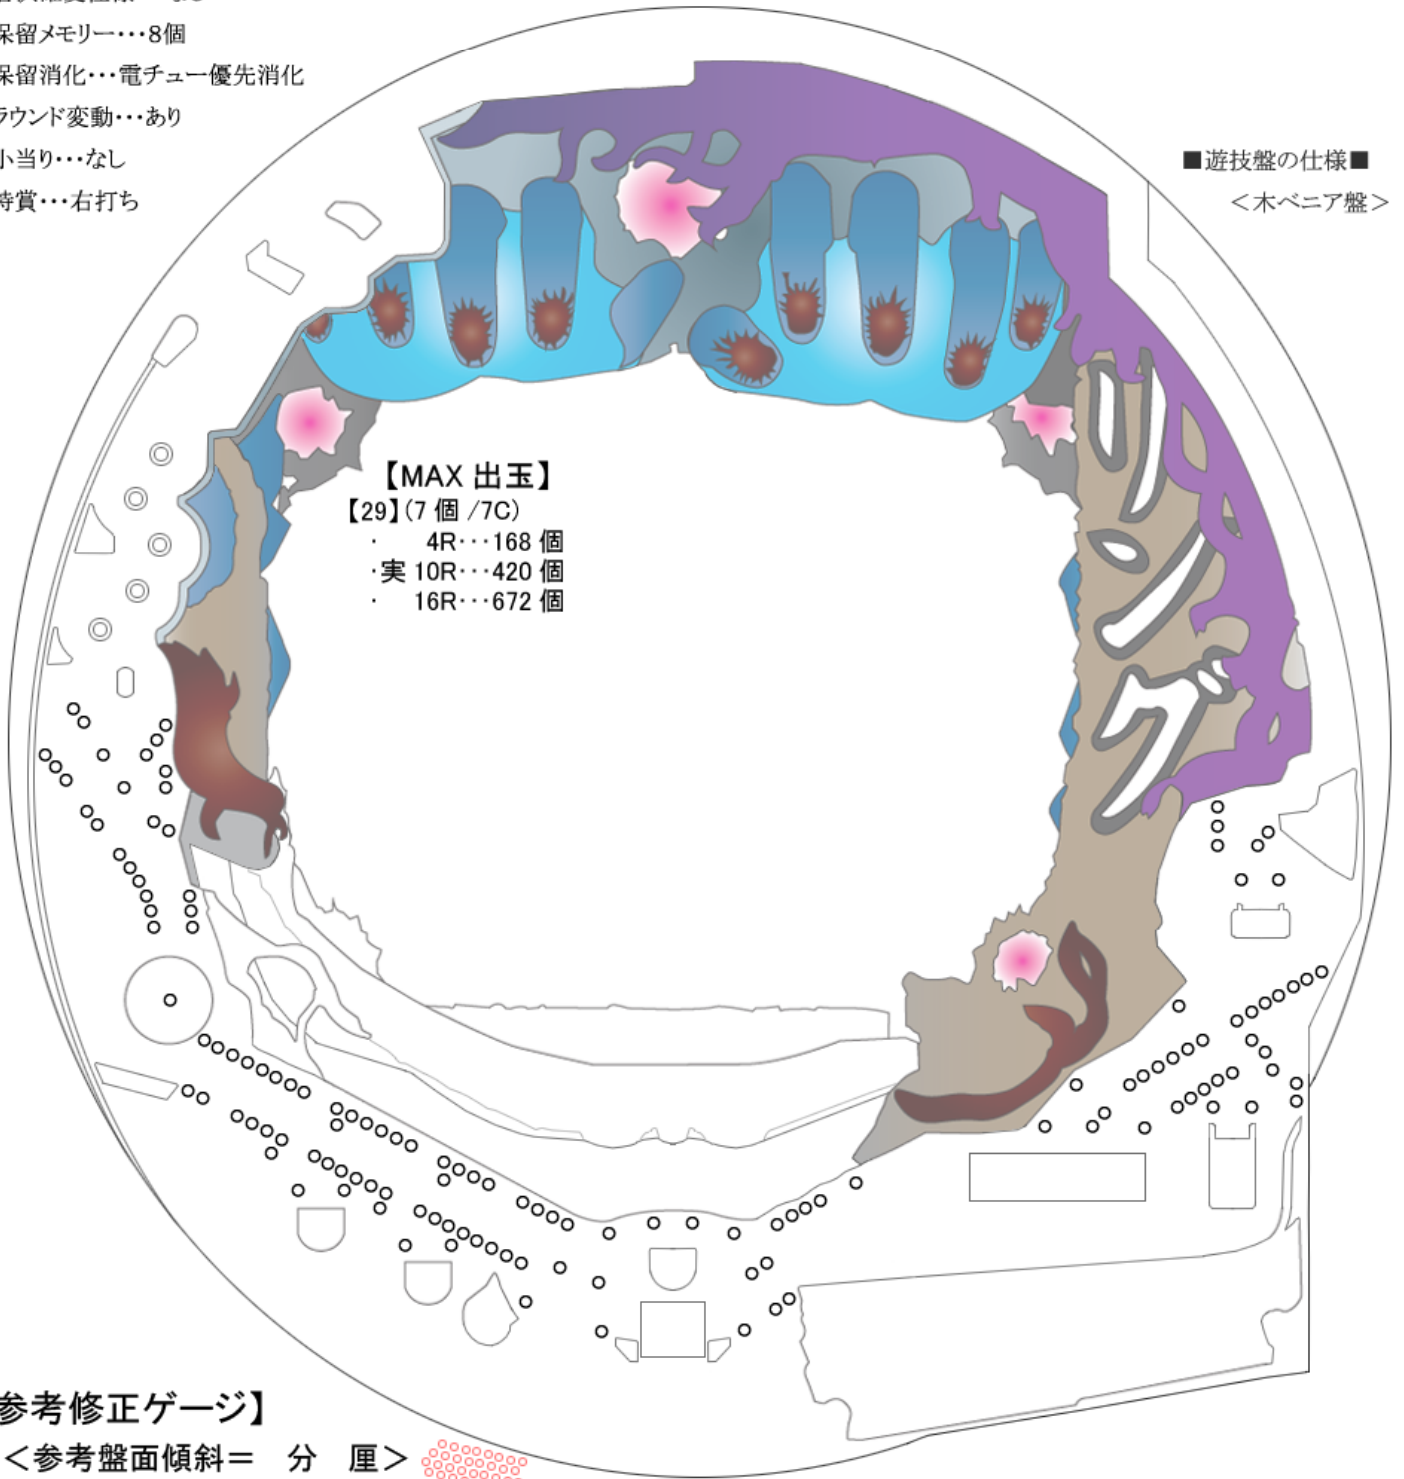 保留メモリー･･･8個
保留消化･･･電チュー優先消化
ラウンド変動･･･あり
小当り･･･なし
特賞･･･右打ち
■遊技盤の仕様■
＜木ベニア盤＞
【MAX 出玉】
【29】(7 個 /7C)
･ 4R･･･168 個
･実 10R･･･420 個
･ 16R･･･672 個
リング
参考修正ゲージ】
＜参考盤面傾斜＝ 分 厘＞